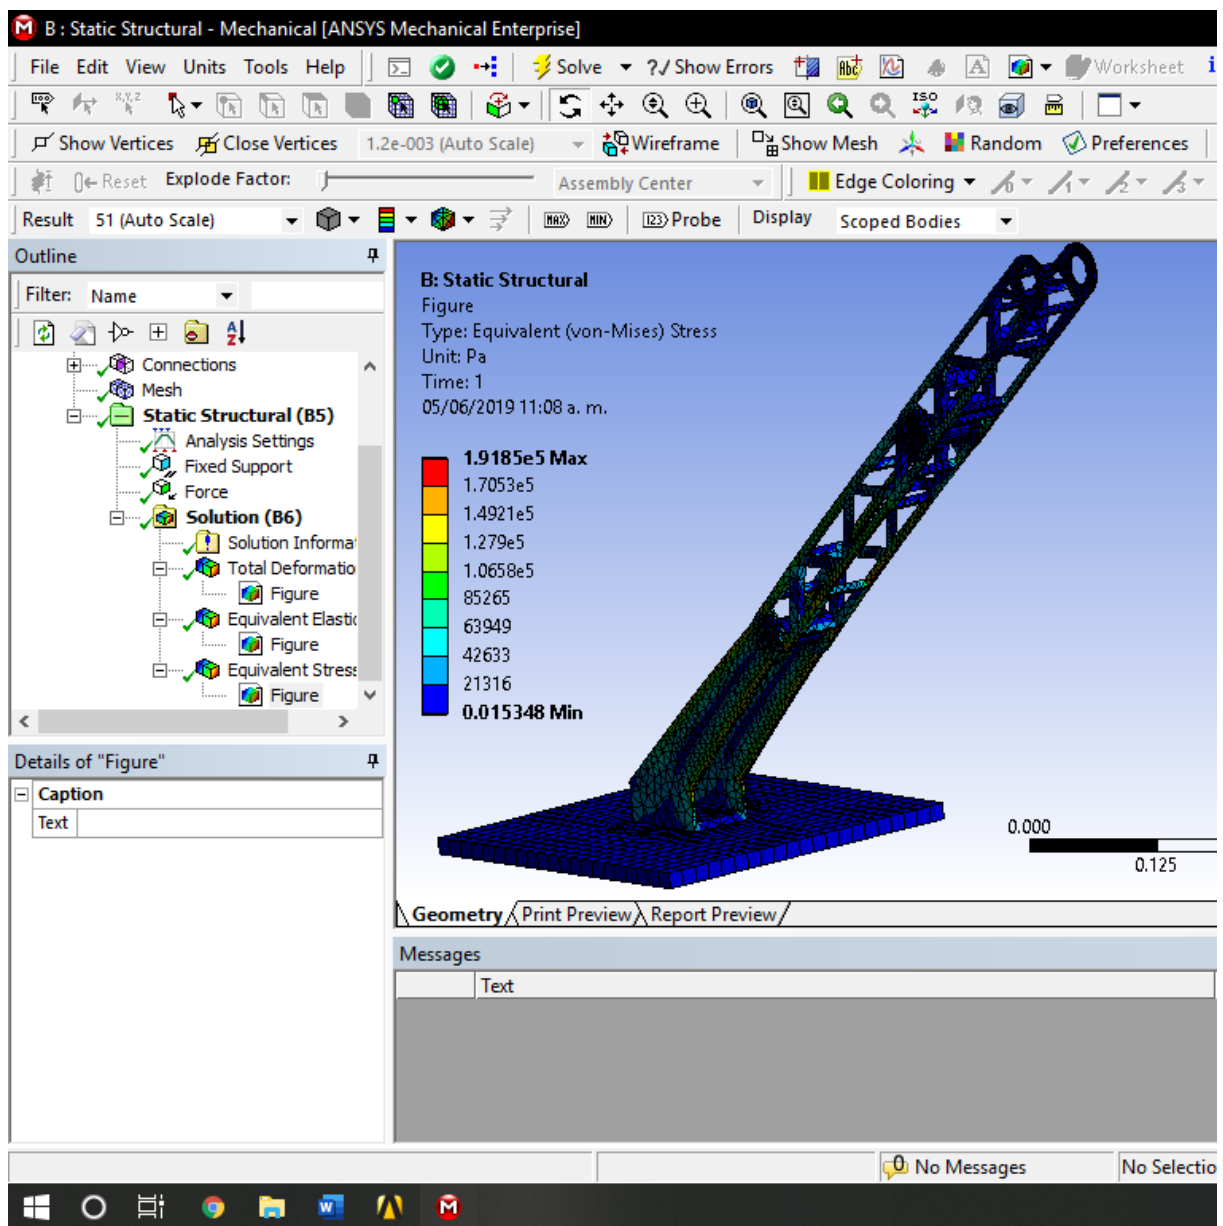 B : Static Structural - Mechanical [ANSYS Mechanical Enterprise]
File Edit View Units Tools Help Solve ?/ Show Errors Worksheet i
Show Vertices Close Vertices 1.2e-003 (Auto Scale) Wireframe Show Mesh Random Preferences
Reset Explode Factor: Assembly Center Edge Coloring
Result 51 (Auto Scale) MAX MIN 123 Probe Display Scoped Bodies
Outline
Filter: Name
Connections
Mesh
Static Structural (B5)
Analysis Settings
Fixed Support
Force
Solution (B6)
Solution Informa
Total Deformatio
Figure
Equivalent Elastic
Figure
Equivalent Stress
Figure
Details of "Figure"
Caption
Text
B: Static Structural
Figure
Type: Equivalent (von-Mises) Stress
Unit: Pa
Time: 1
05/06/2019 11:08 a. m.
1.9185e5 Max
1.7053e5
1.4921e5
1.279e5
1.0658e5
85265
63949
42633
21316
0.015348 Min
0.000
0.125
Geometry Print Preview Report Preview
Messages
Text
0 No Messages No Selectio